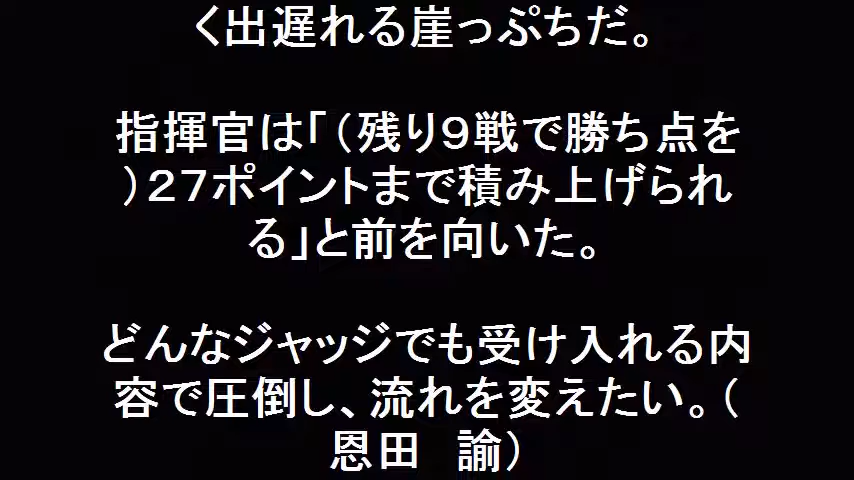 く出遅れる崖っぷちだ。
指揮官は「（残り９戦で勝ち点を
）２７ポイントまで積み上げられ
る」と前を向いた。
どんなジャッジでも受け入れる内
容で圧倒し、流れを変えたい。（
恩田　諭）